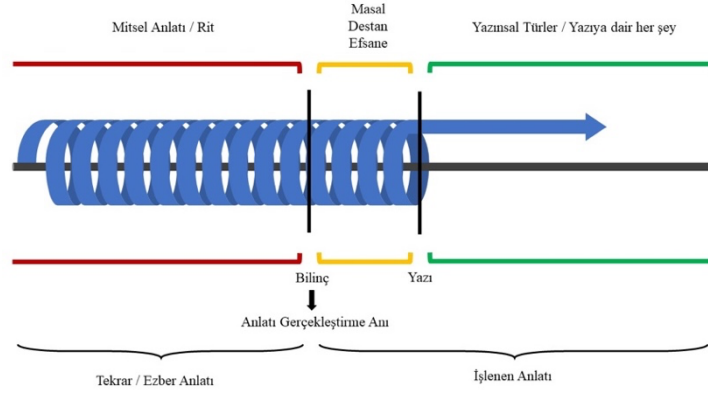 Mitsel Anlatı / Rit
Masal
Destan
Efsane
Yazınsal Türler / Yazıya dair her şey
Bilinç
Yazı
Anlatı Gerçekleştirme Anı
Tekrar / Ezber Anlatı
İşlenen Anlatı